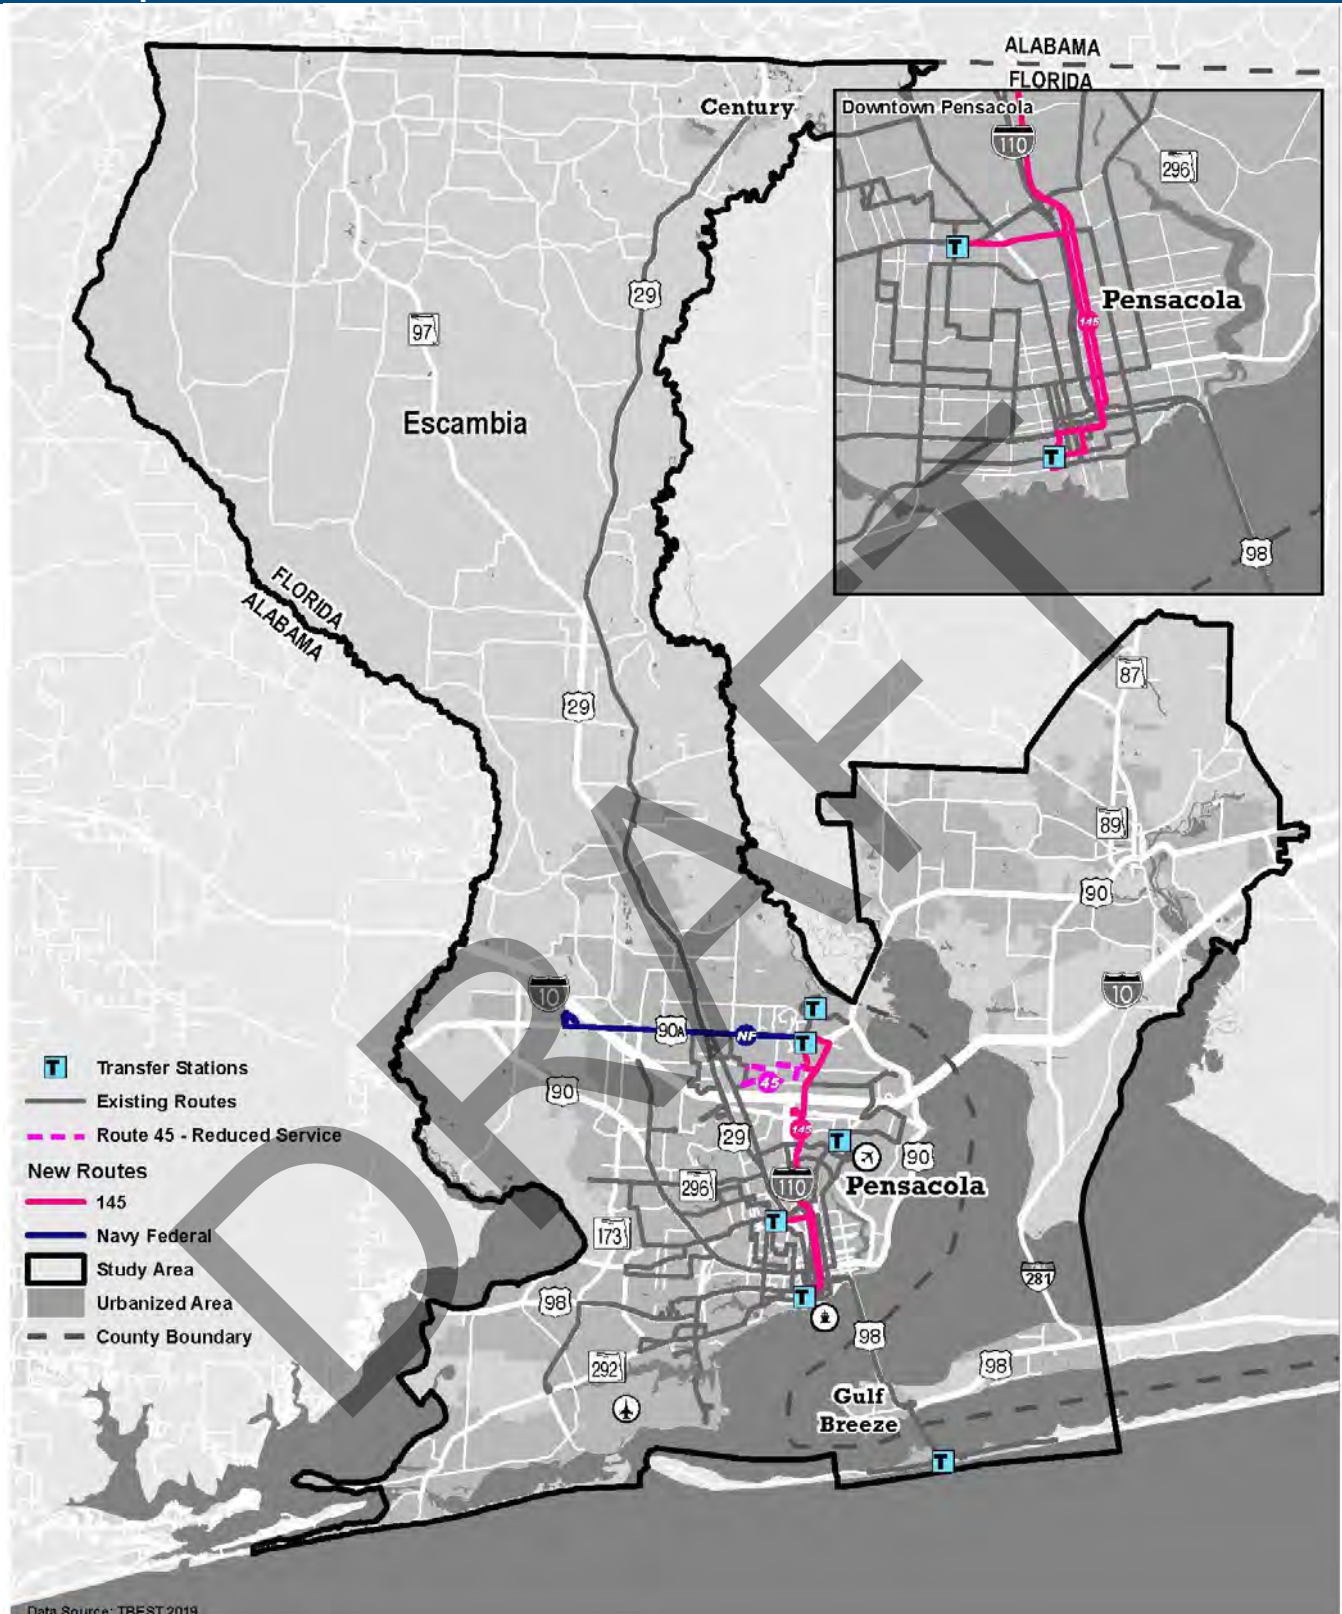 ALABAMA
FLORIDA
Century
Downtown Pensacola
110
296
29
97
145
Pensacola
Escambia
98
FLORIDA
ALABAMA
87
29
89
90
10
10
90A
NF
45
90
145
29
90
110
Pensacola
296
173
281
98
98
98
292
Gulf
Breeze
T Transfer Stations
Existing Routes
Route 45 - Reduced Service
New Routes
145
Navy Federal
Study Area
Urbanized Area
County Boundary
T
T
T
T
T
T
T
T
DRAFT
Data Source: TBEST 2019